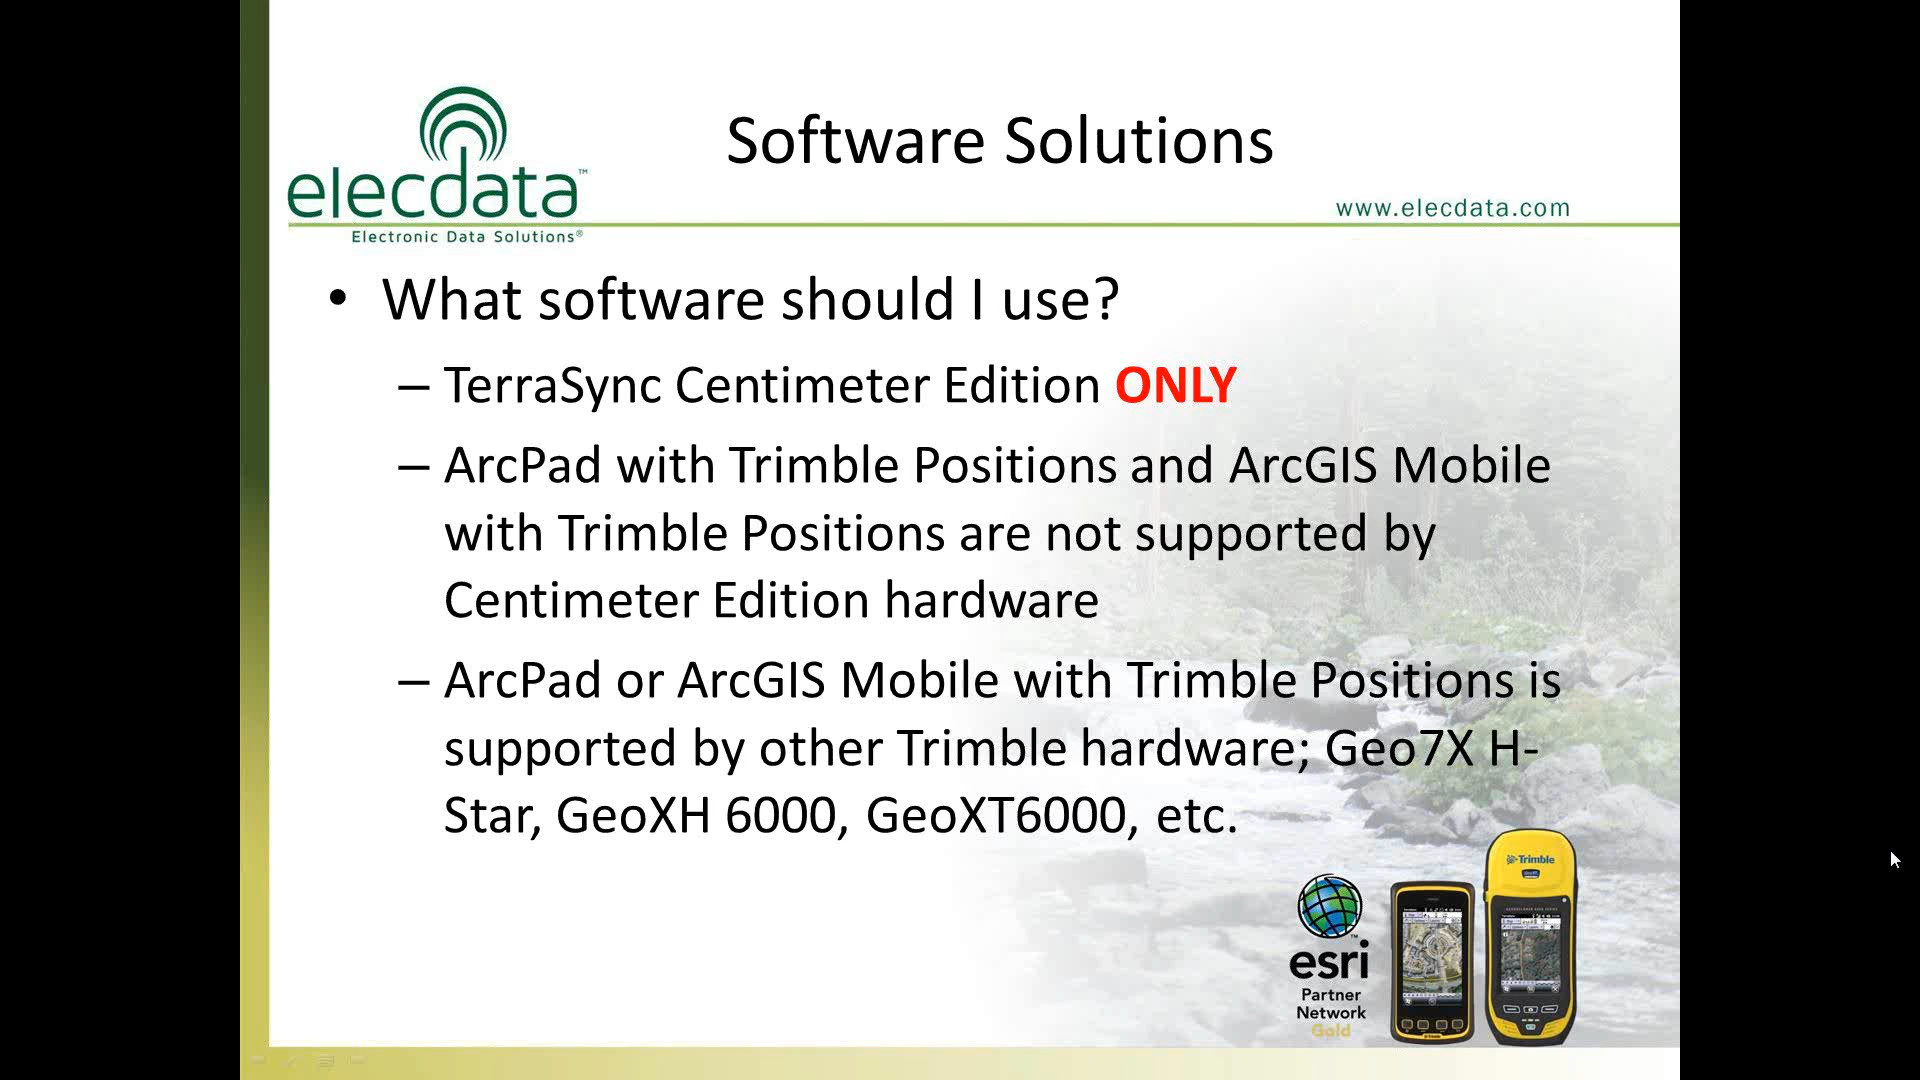 elecdata™
Electronic Data Solutions®
Software Solutions
www.elecdata.com
• What software should I use?
– TerraSync Centimeter Edition ONLY
– ArcPad with Trimble Positions and ArcGIS Mobile
with Trimble Positions are not supported by
Centimeter Edition hardware
– ArcPad or ArcGIS Mobile with Trimble Positions is
supported by other Trimble hardware; Geo7X H-
Star, GeoXH 6000, GeoXT6000, etc.
esri™
Partner
Network
Gold
Trimble